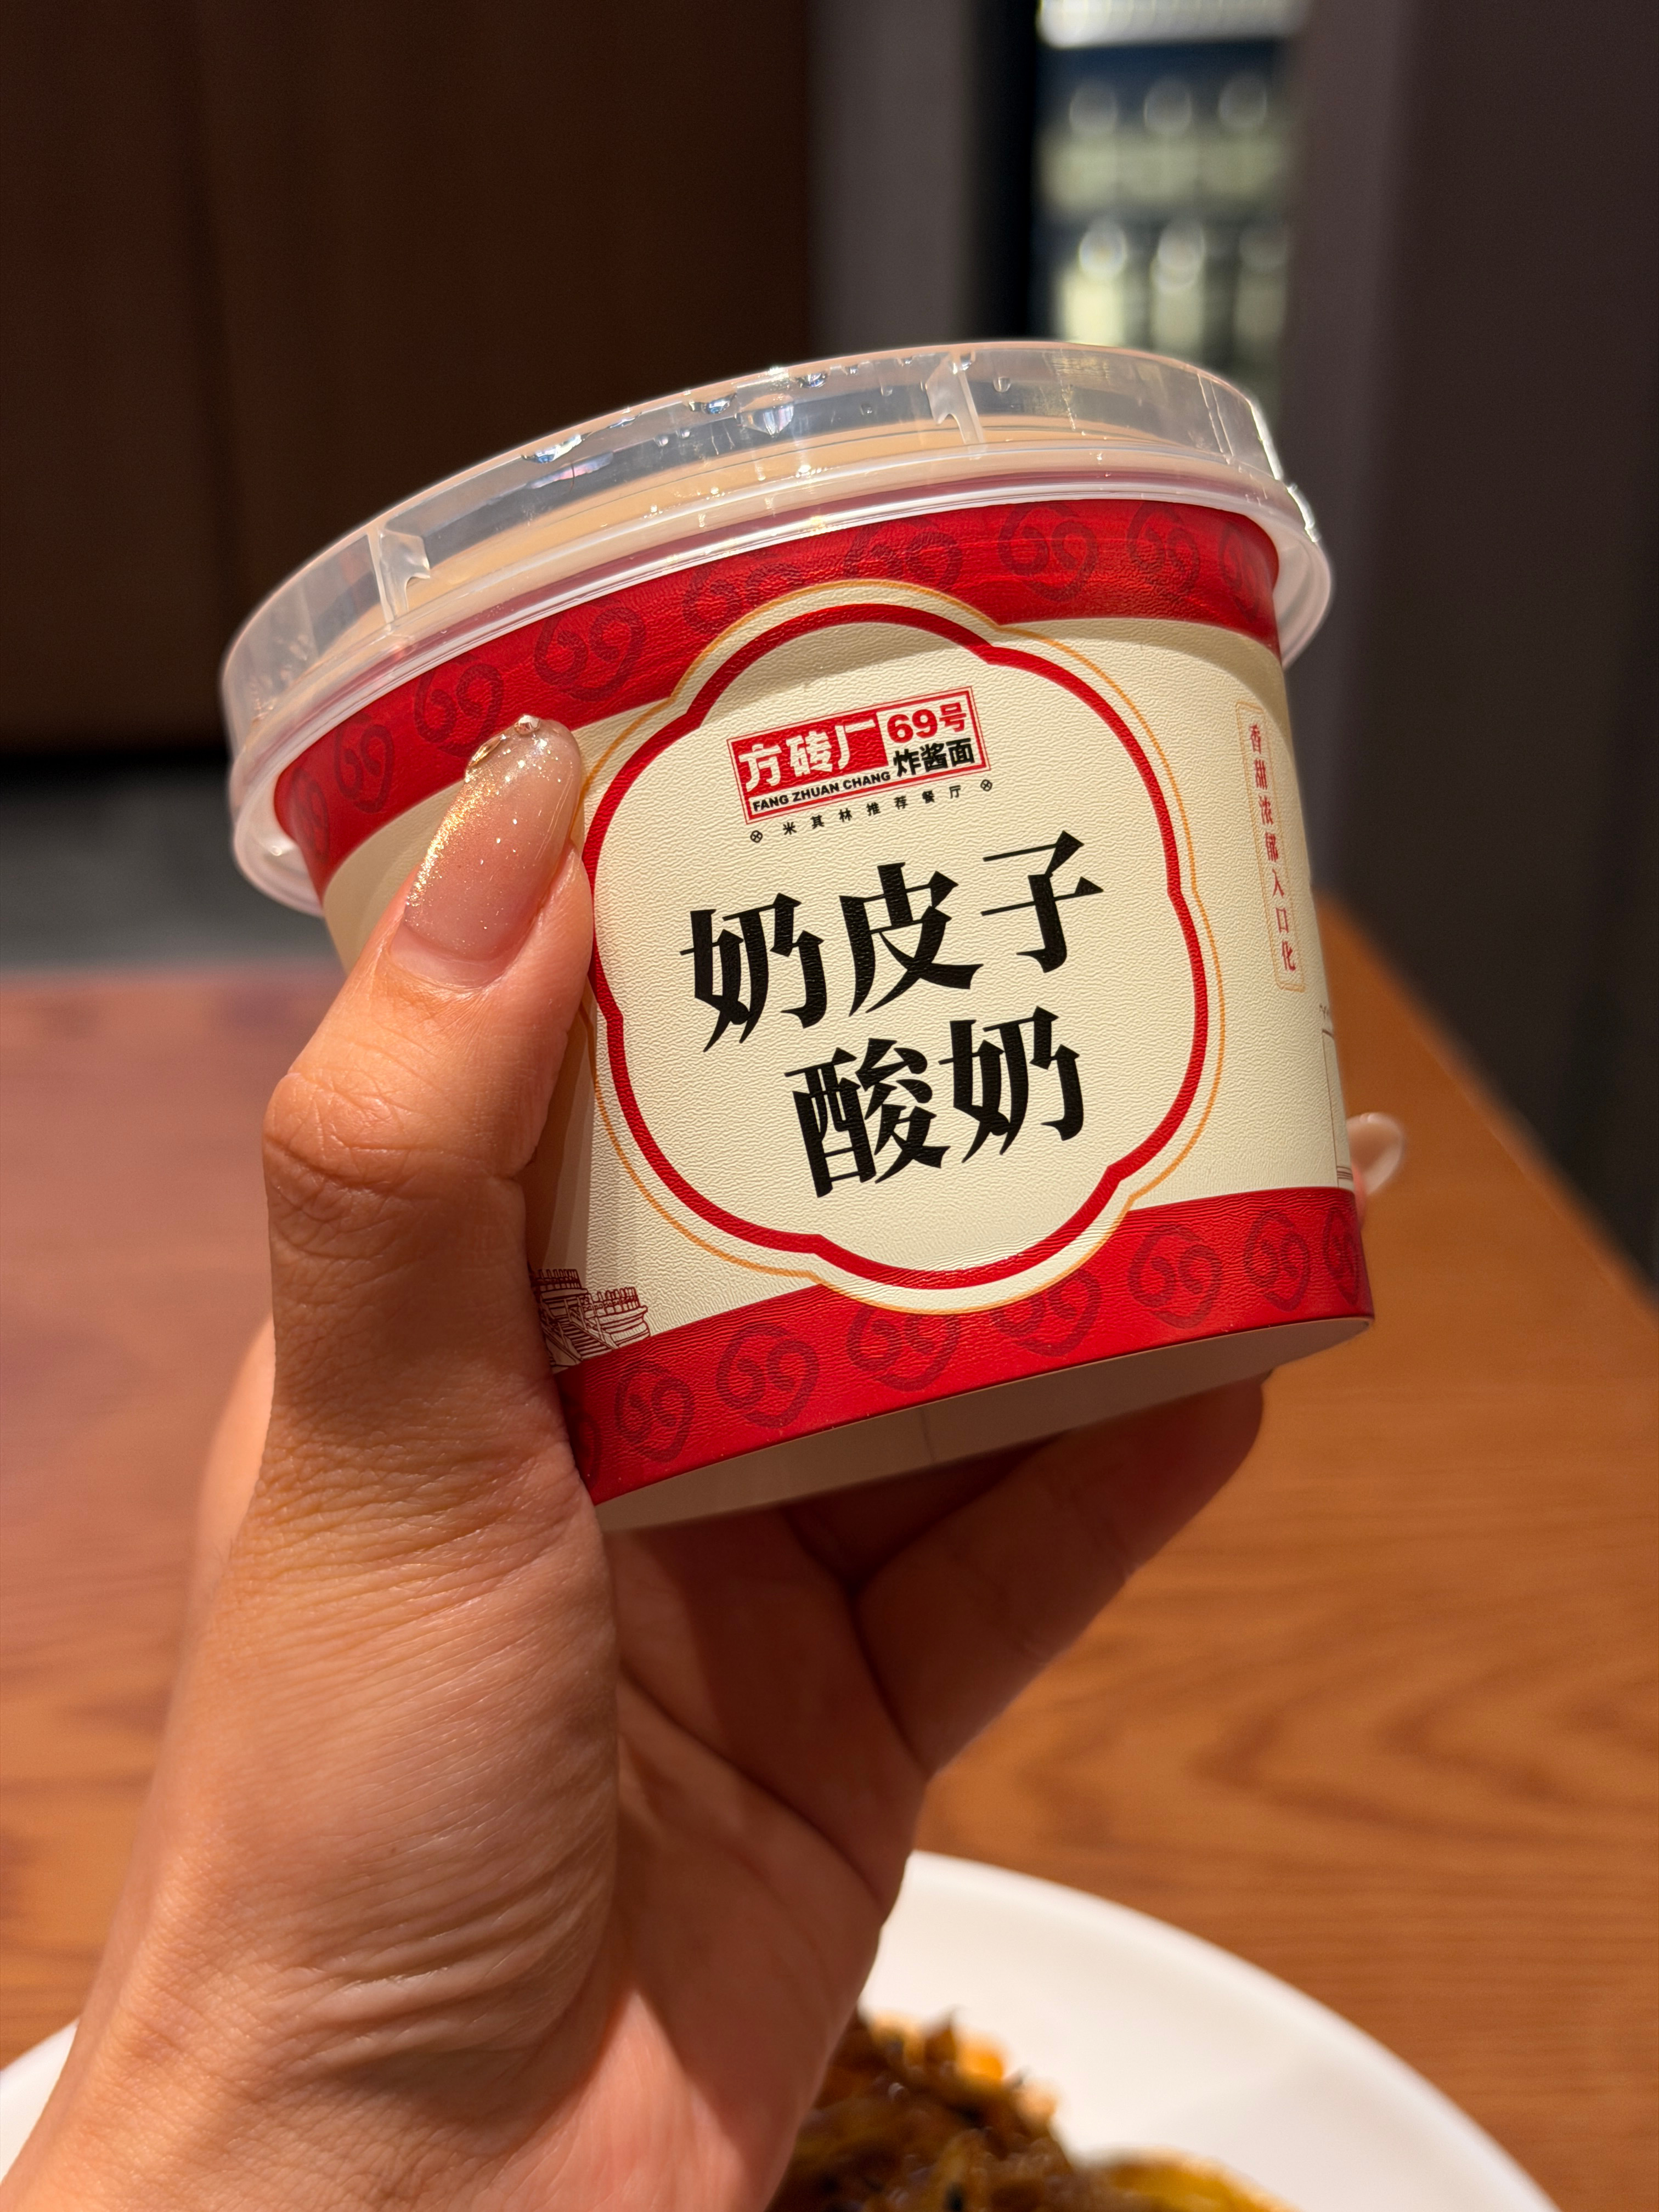 方砖厂 69号
炸酱面
FANG ZHUAN CHANG
米其林推荐餐厅
奶皮子
酸奶
香甜浓郁入口化